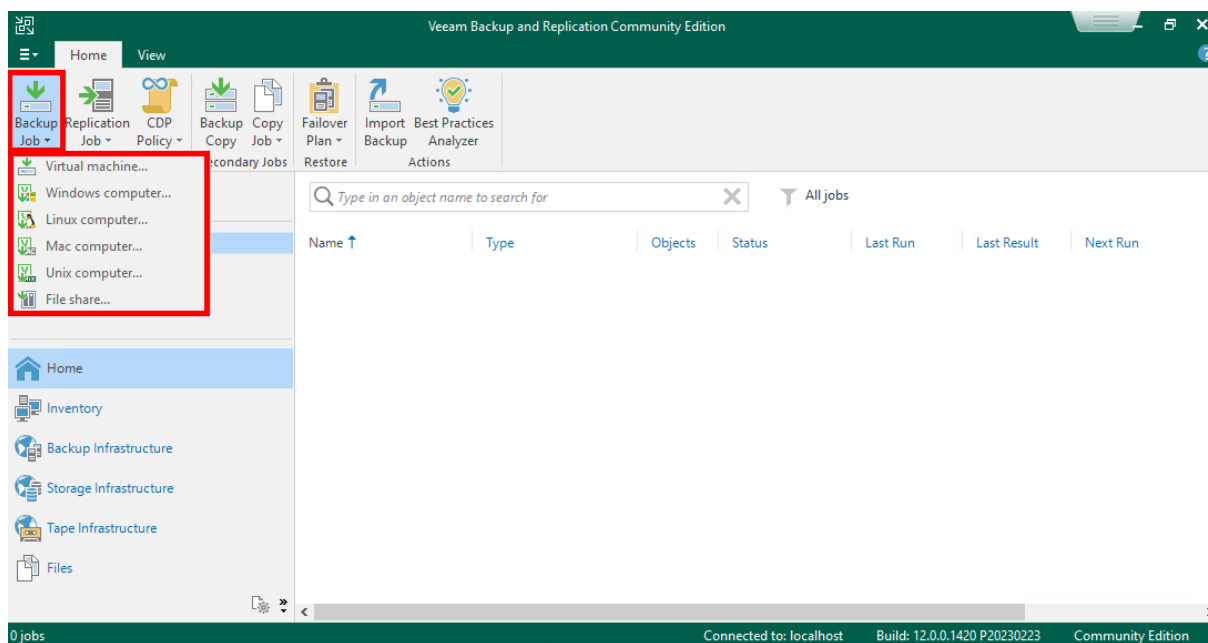 Veeam Backup and Replication Community Edition
Home View
Backup Job Replication Job CDP Policy Backup Copy Copy Job Failover Plan Import Backup Best Practices Analyzer
Jobs Restore Actions
Virtual machine...
Windows computer...
Linux computer...
Mac computer...
Unix computer...
File share...
Type in an object name to search for
All jobs
Name Type Objects Status Last Run Last Result Next Run
Home
Inventory
Backup Infrastructure
Storage Infrastructure
Tape Infrastructure
Files
0 jobs Connected to: localhost Build: 12.0.0.1420 P20230223 Community Edition